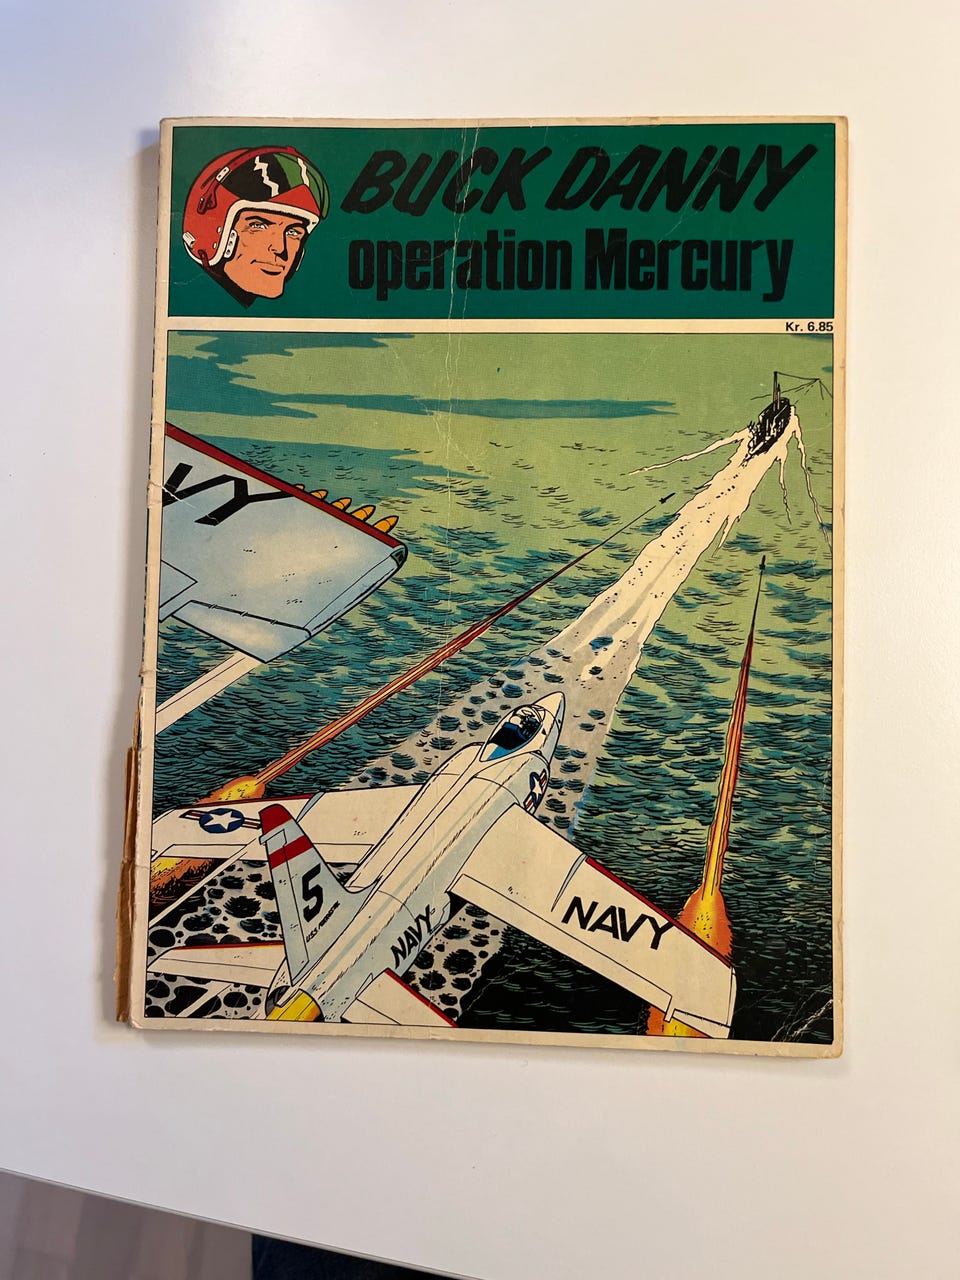 BUCK DANNY
operation Mercury
Kr. 6.85
VY
5
NAVY
NAVY